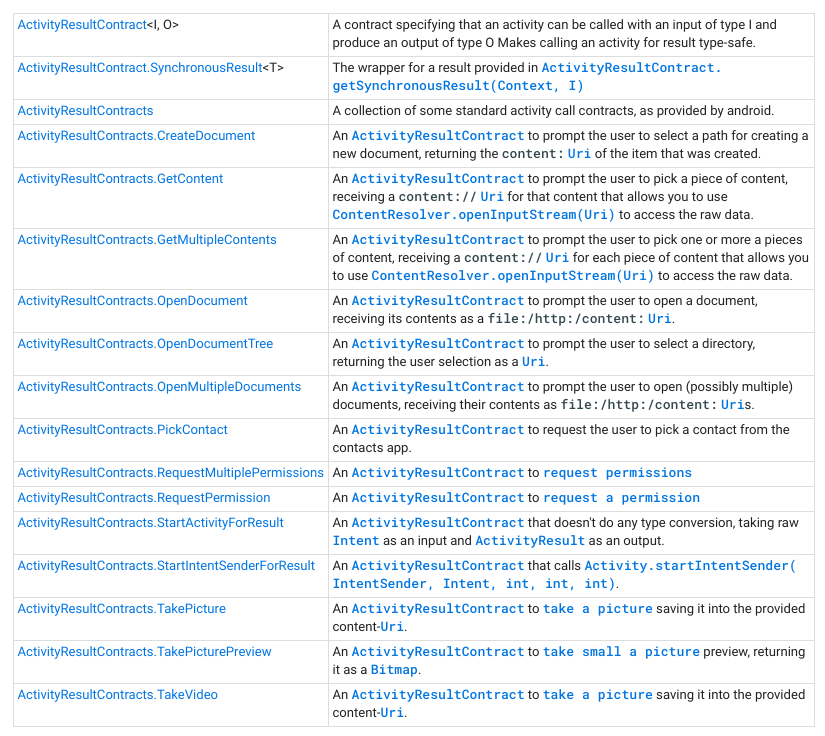 ActivityResultContract<I, O>
A contract specifying that an activity can be called with an input of type I and
produce an output of type O Makes calling an activity for result type-safe.
ActivityResultContract.SynchronousResult<T>
The wrapper for a result provided in ActivityResultContract.
getSynchronousResult(Context, I)
ActivityResultContracts
A collection of some standard activity call contracts, as provided by android.
ActivityResultContracts.CreateDocument
An ActivityResultContract to prompt the user to select a path for creating a
new document, returning the content: Uri of the item that was created.
ActivityResultContracts.GetContent
An ActivityResultContract to prompt the user to pick a piece of content,
receiving a content:// Uri for that content that allows you to use
ContentResolver.openInputStream(Uri) to access the raw data.
ActivityResultContracts.GetMultipleContents
An ActivityResultContract to prompt the user to pick one or more a pieces
of content, receiving a content:// Uri for each piece of content that allows you
to use ContentResolver.openInputStream(Uri) to access the raw data.
ActivityResultContracts.OpenDocument
An ActivityResultContract to prompt the user to open a document,
receiving its contents as a file:/http:/content: Uri.
ActivityResultContracts.OpenDocumentTree
An ActivityResultContract to prompt the user to select a directory,
returning the user selection as a Uri.
ActivityResultContracts.OpenMultipleDocuments
An ActivityResultContract to prompt the user to open (possibly multiple)
documents, receiving their contents as file:/http:/content: Uris.
ActivityResultContracts.PickContact
An ActivityResultContract to request the user to pick a contact from the
contacts app.
ActivityResultContracts.RequestMultiplePermissions
An ActivityResultContract to request permissions
ActivityResultContracts.RequestPermission
An ActivityResultContract to request a permission
ActivityResultContracts.StartActivityForResult
An ActivityResultContract that doesn't do any type conversion, taking raw
Intent as an input and ActivityResult as an output.
ActivityResultContracts.StartIntentSenderForResult
An ActivityResultContract that calls Activity.startIntentSender(
IntentSender, Intent, int, int, int).
ActivityResultContracts.TakePicture
An ActivityResultContract to take a picture saving it into the provided
content-Uri.
ActivityResultContracts.TakePicturePreview
An ActivityResultContract to take small a picture preview, returning
it as a Bitmap.
ActivityResultContracts.TakeVideo
An ActivityResultContract to take a picture saving it into the provided
content-Uri.